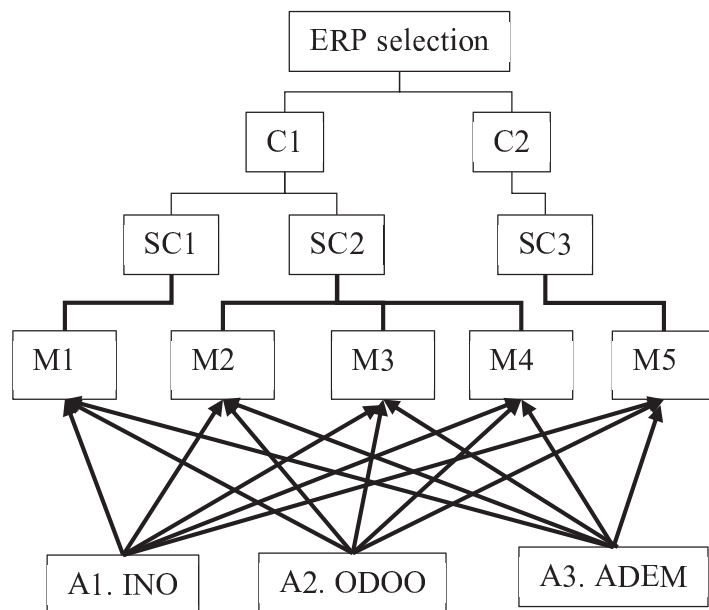 ERP selection
C1
C2
SC1
SC2
SC3
M1
M2
M3
M4
M5
A1. INO
A2. ODOO
A3. ADEM